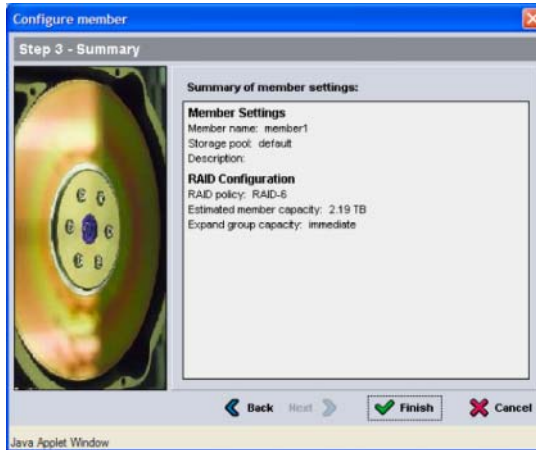 Configure member
Step 3 - Summary
Summary of member settings:
Member Settings
Member name: member1
Storage pool: default
Description:
RAID Configuration
RAID policy: RAID-6
Estimated member capacity: 2.19 TB
Expand group capacity: immediate
Back Next Finish Cancel
Java Applet Window